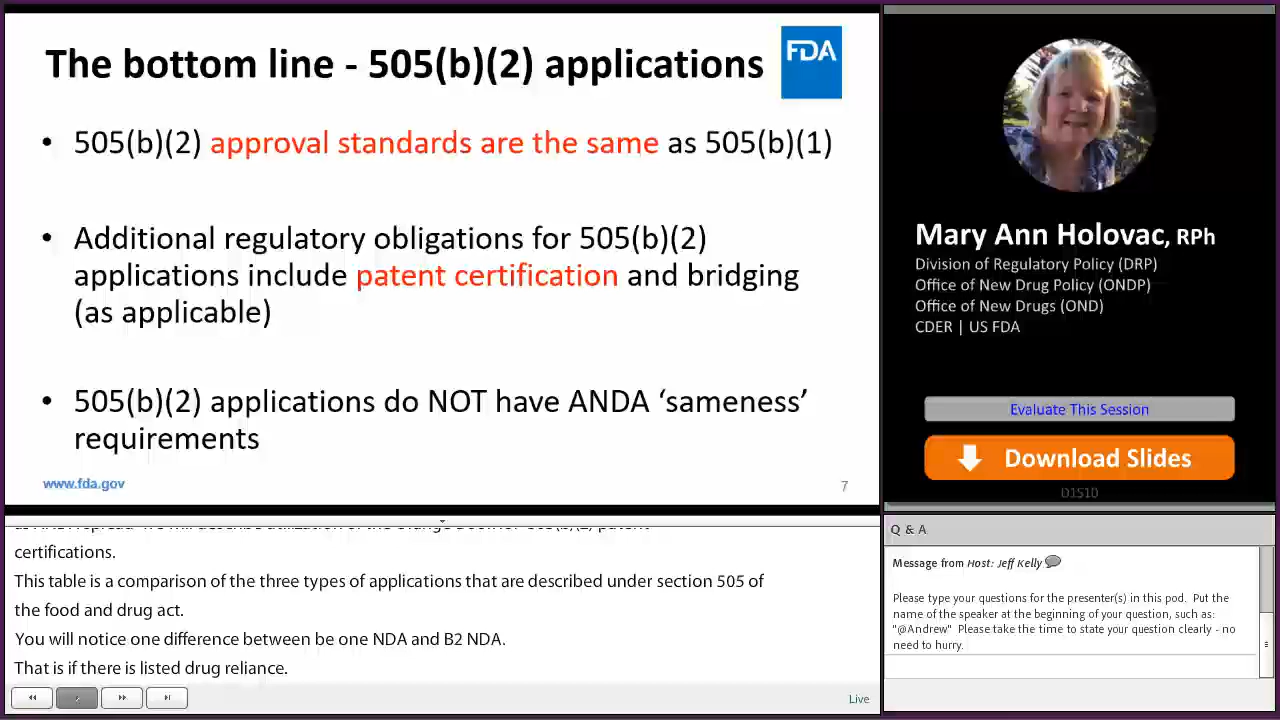 The bottom line - 505(b)(2) applications
FDA
• 505(b)(2) approval standards are the same as 505(b)(1)
• Additional regulatory obligations for 505(b)(2)
applications include patent certification and bridging
(as applicable)
• 505(b)(2) applications do NOT have ANDA ‘sameness’
requirements
www.fda.gov
7
certifications.
This table is a comparison of the three types of applications that are described under section 505 of
the food and drug act.
You will notice one difference between be one NDA and B2 NDA.
That is if there is listed drug reliance.
Live
Mary Ann Holovac, RPh
Division of Regulatory Policy (DRP)
Office of New Drug Policy (ONDP)
Office of New Drugs (OND)
CDER | US FDA
Evaluate This Session
Download Slides
D1S10
Q & A
Message from Host: Jeff Kelly
Please type your questions for the presenter(s) in this pod. Put the
name of the speaker at the beginning of your question, such as:
"@Andrew" Please take the time to state your question clearly - no
need to hurry.